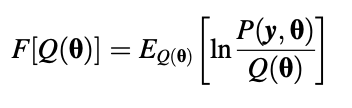 F[Q(θ)] = E_{Q(θ)} [ln P(y, θ) / Q(θ)]